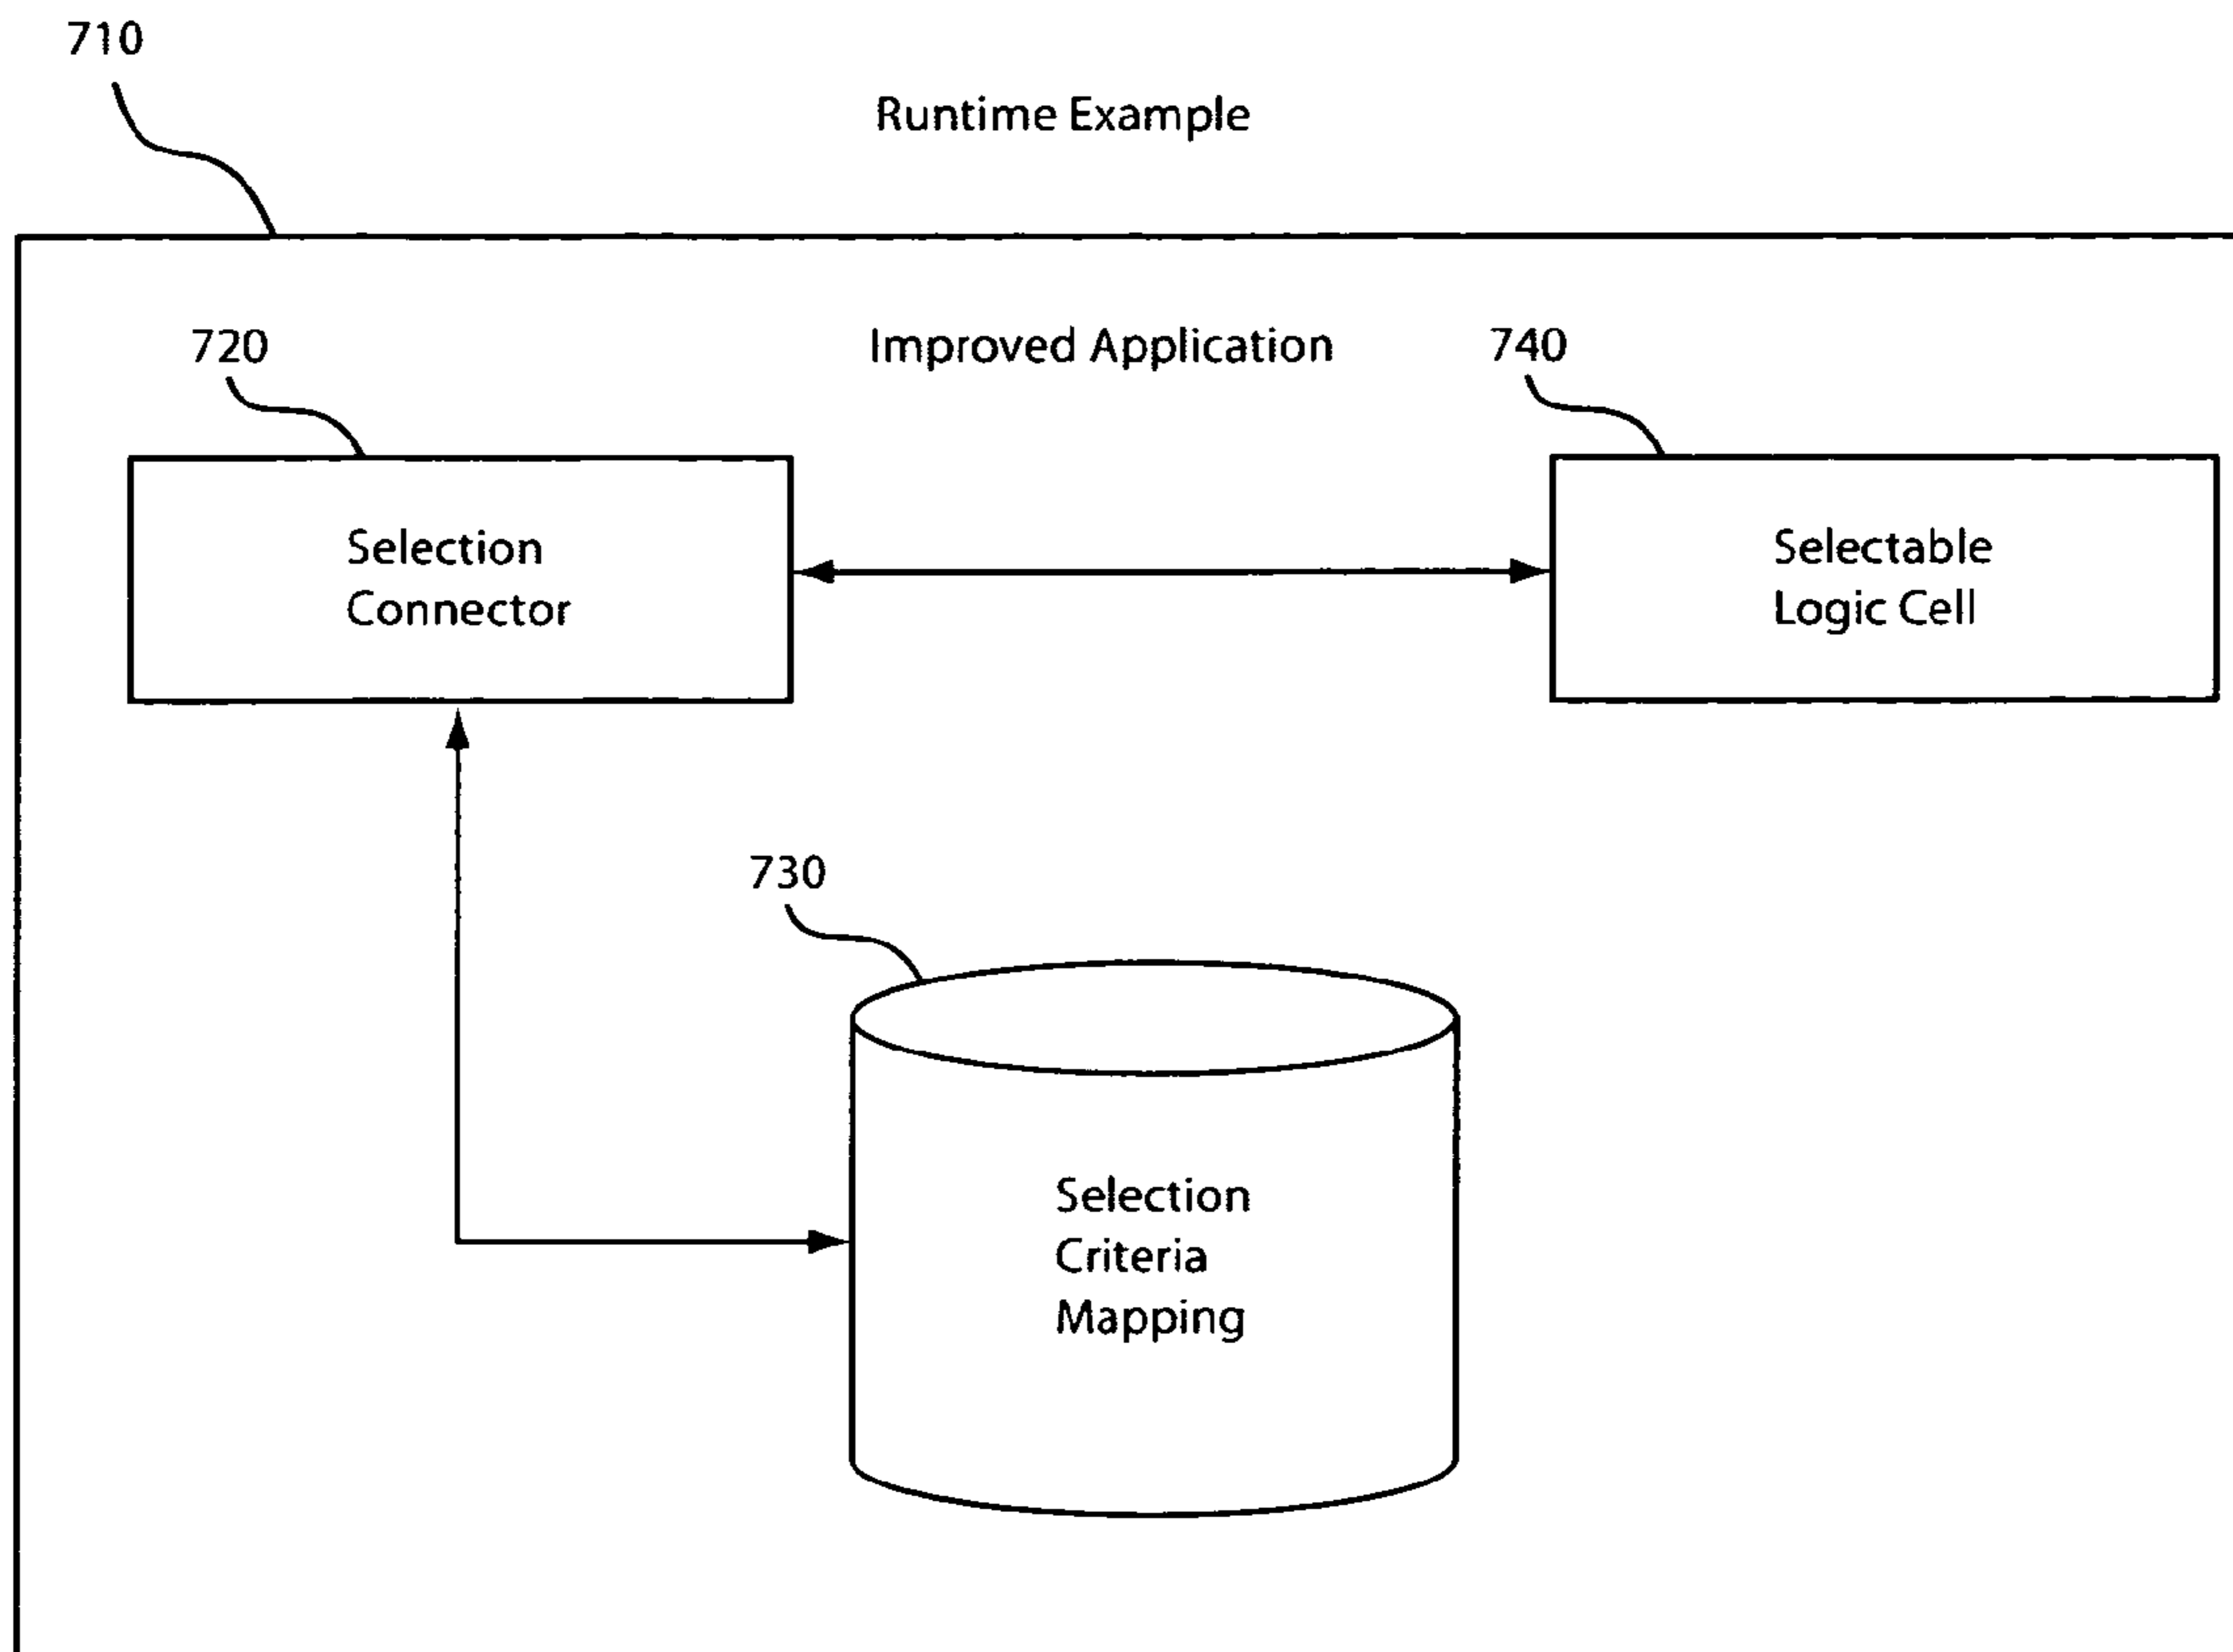 710
Runtime Example
720
Improved Application
740
Selection
Connector
Selectable
Logic Cell
730
Selection
Criteria
Mapping